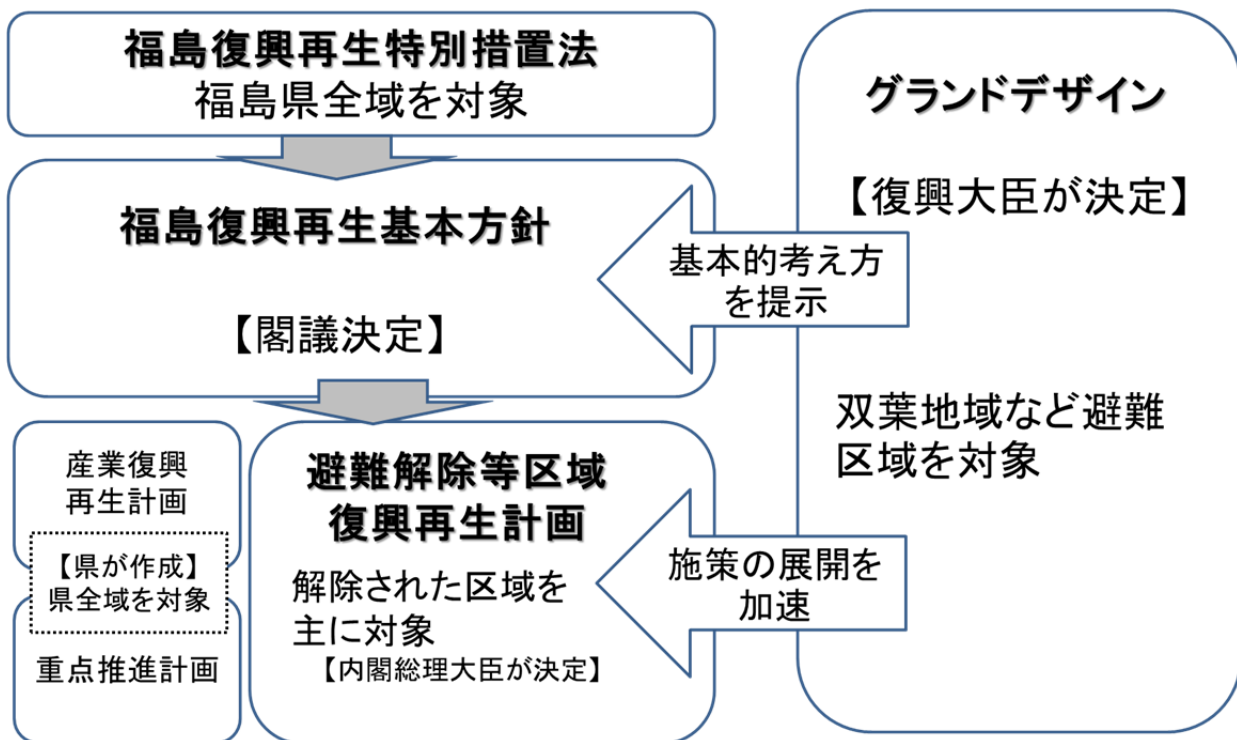 福島復興再生特別措置法
福島県全域を対象
福島復興再生基本方針
【閣議決定】
産業復興
再生計画
【県が作成】
県全域を対象
重点推進計画
避難解除等区域
復興再生計画
解除された区域を
主に対象
【内閣総理大臣が決定】
グランドデザイン
【復興大臣が決定】
基本的考え方
を提示
双葉地域など避難
区域を対象
施策の展開を
加速